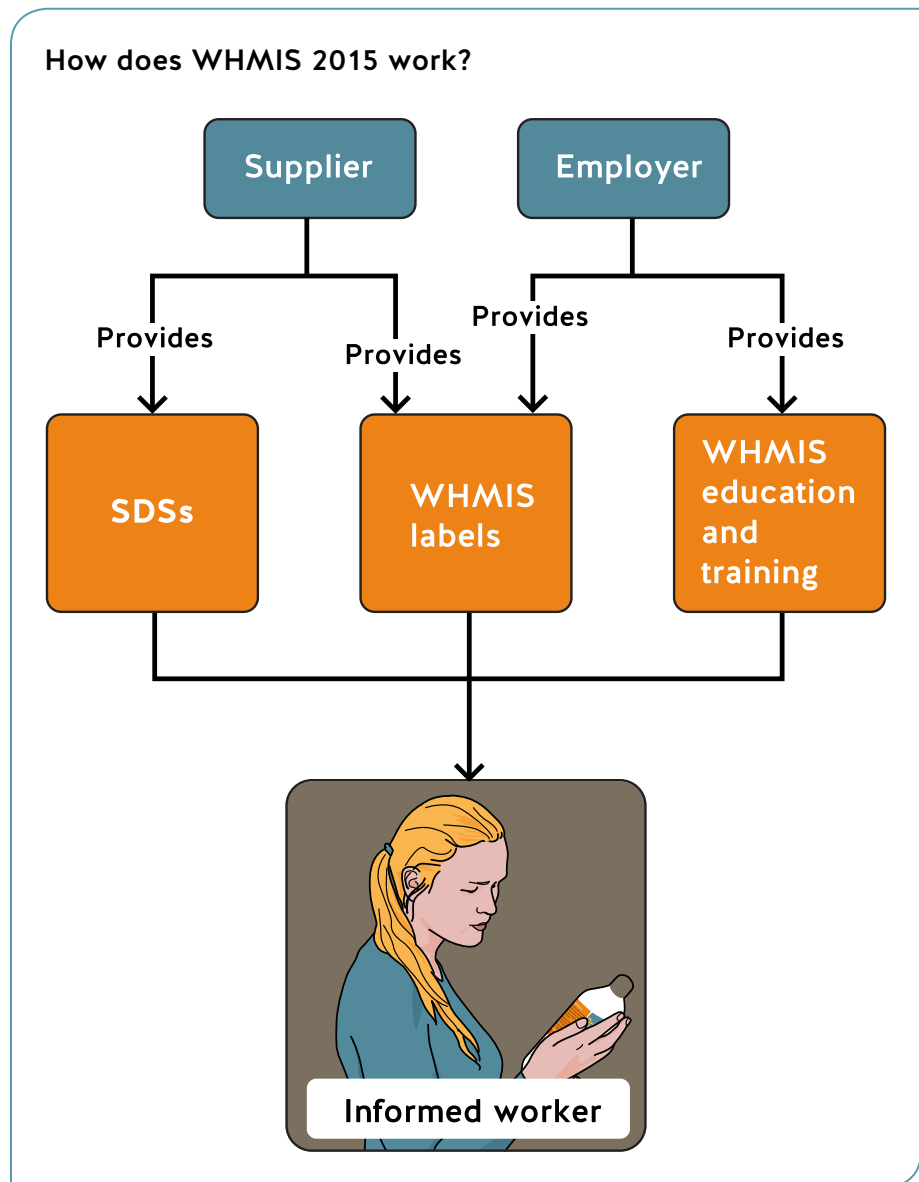 How does WHMIS 2015 work?
Supplier
Employer
Provides
Provides
Provides
Provides
SDSs
WHMIS
labels
WHMIS
education
and
training
Informed worker